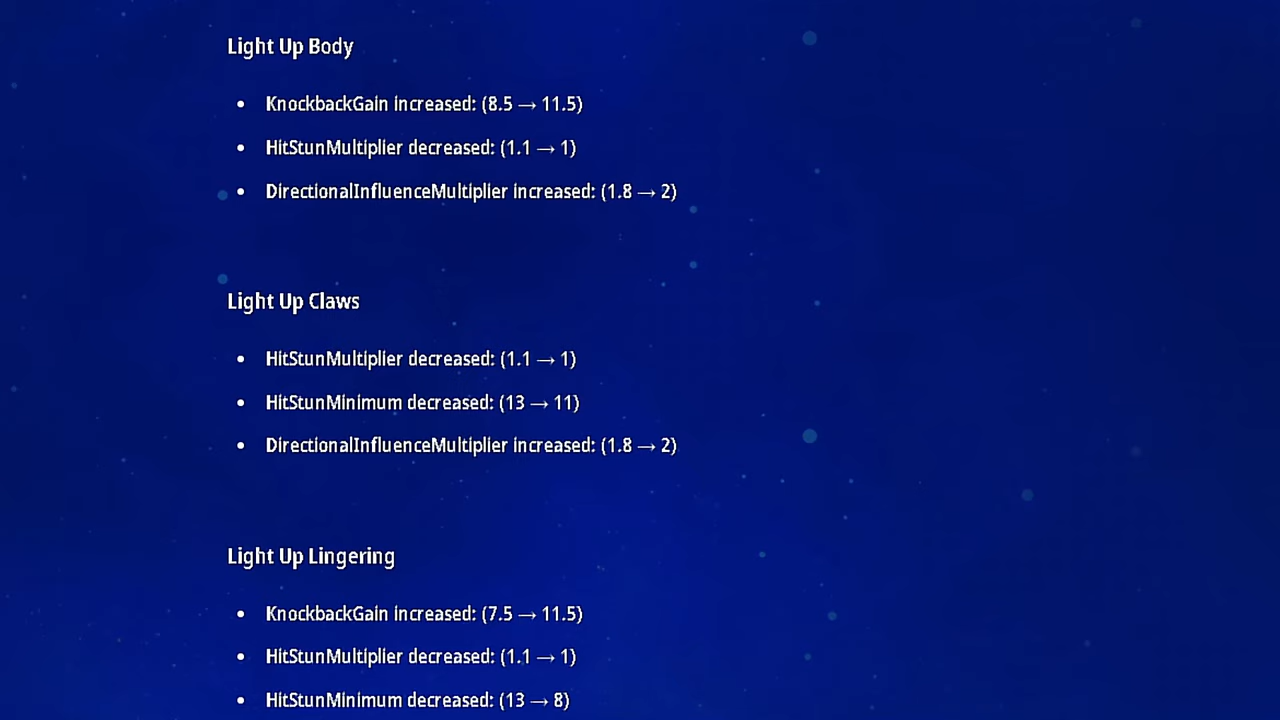 Light Up Body
• KnockbackGain increased: (8.5 → 11.5)
• HitStunMultiplier decreased: (1.1 → 1)
• DirectionalInfluenceMultiplier increased: (1.8 → 2)
Light Up Claws
• HitStunMultiplier decreased: (1.1 → 1)
• HitStunMinimum decreased: (13 → 11)
• DirectionalInfluenceMultiplier increased: (1.8 → 2)
Light Up Lingering
• KnockbackGain increased: (7.5 → 11.5)
• HitStunMultiplier decreased: (1.1 → 1)
• HitStunMinimum decreased: (13 → 8)